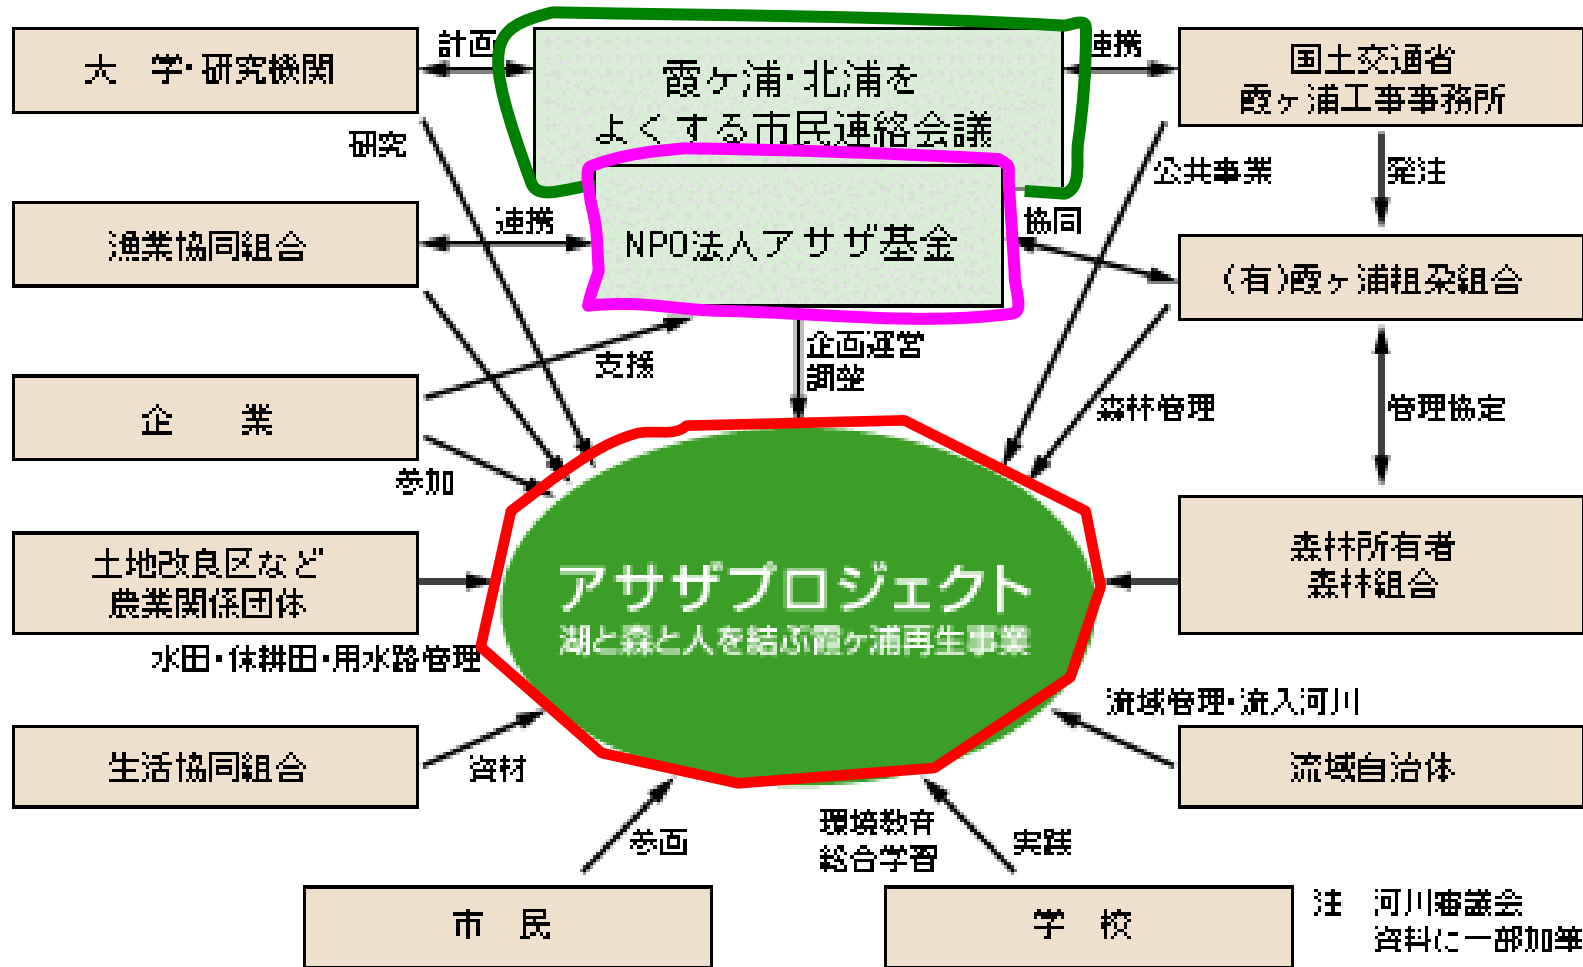 大　学・研究機関
計画
霞ヶ浦・北浦を
よくする市民連絡会議
連携
国土交通省
霞ヶ浦工事事務所
研究
公共事業
発注
漁業協同組合
連携
NPO法人アサザ基金
協同
(有)霞ヶ浦粗朶組合
企画運営
調整
支援
企　　業
森林管理
管理協定
参加
土地改良区など
農業関係団体
アサザプロジェクト
湖と森と人を結ぶ霞ヶ浦再生事業
森林所有者
森林組合
水田・休耕田・用水路管理
流域管理・流入河川
生活協同組合
資材
流域自治体
参画
環境教育
総合学習
実践
市　民
学　校
注　河川審議会
資料に一部加筆